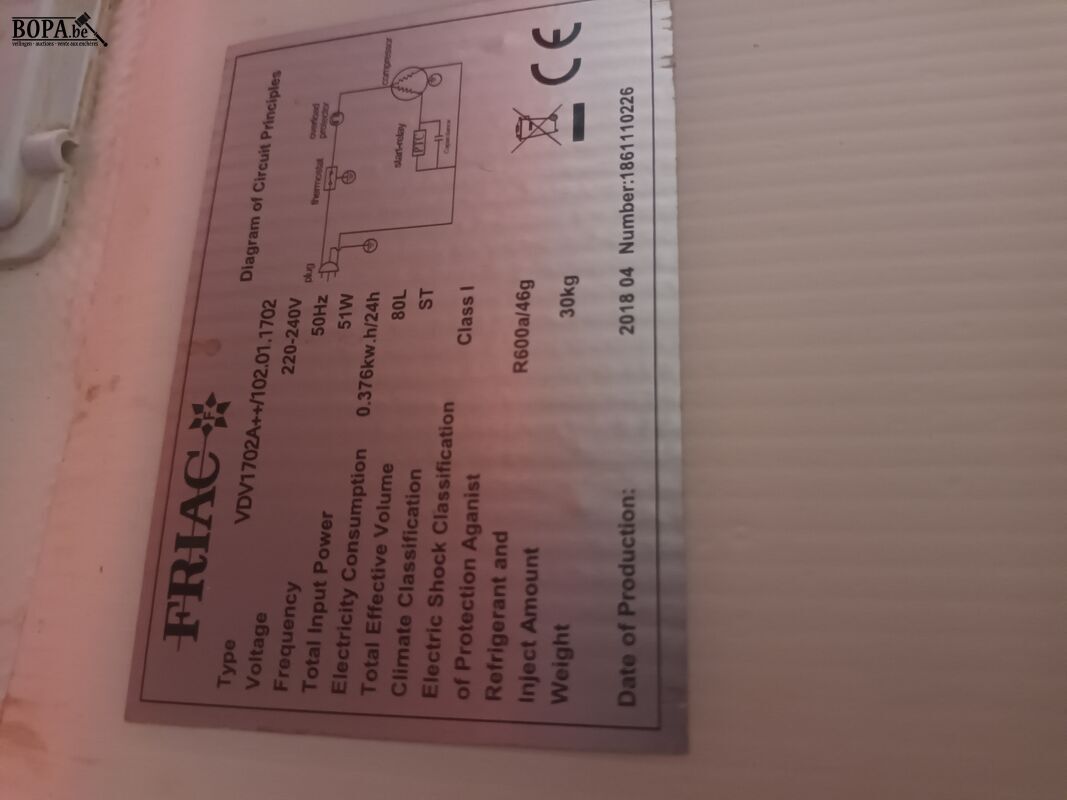 BOPA.be
veilingen - auctions - vente aux enchères
FRIAC
F
Type VDV1702A++/102.01.1702
Voltage 220-240V
Frequency 50Hz
Total Input Power 51W
Electricity Consumption 0.376kw.h/24h
Total Effective Volume 80L
Climate Classification ST
Electric Shock Classification
of Protection Aganist Class I
Refrigerant and
Inject Amount R600a/46g
Weight 30kg
Date of Production: 2018 04 Number:1861110226
Diagram of Circuit Principles
plug
thermostat
overload
protector
compressor
start-relay
PTC
Capacitance
CE